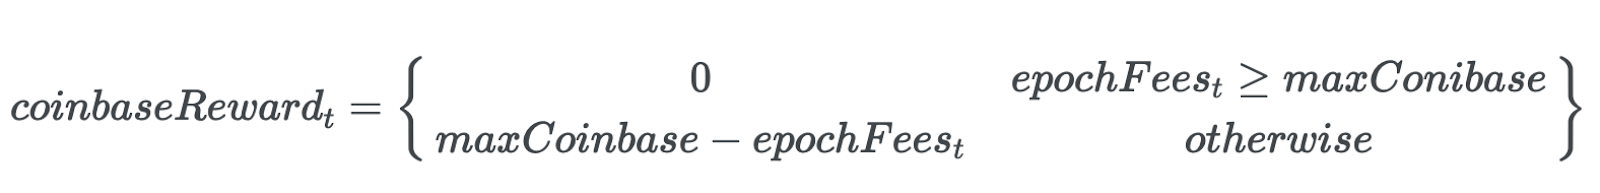 0 epochFees_t ≥ maxConibase
coinbaseReward_t = {
maxCoinbase − epochFees_t otherwise }